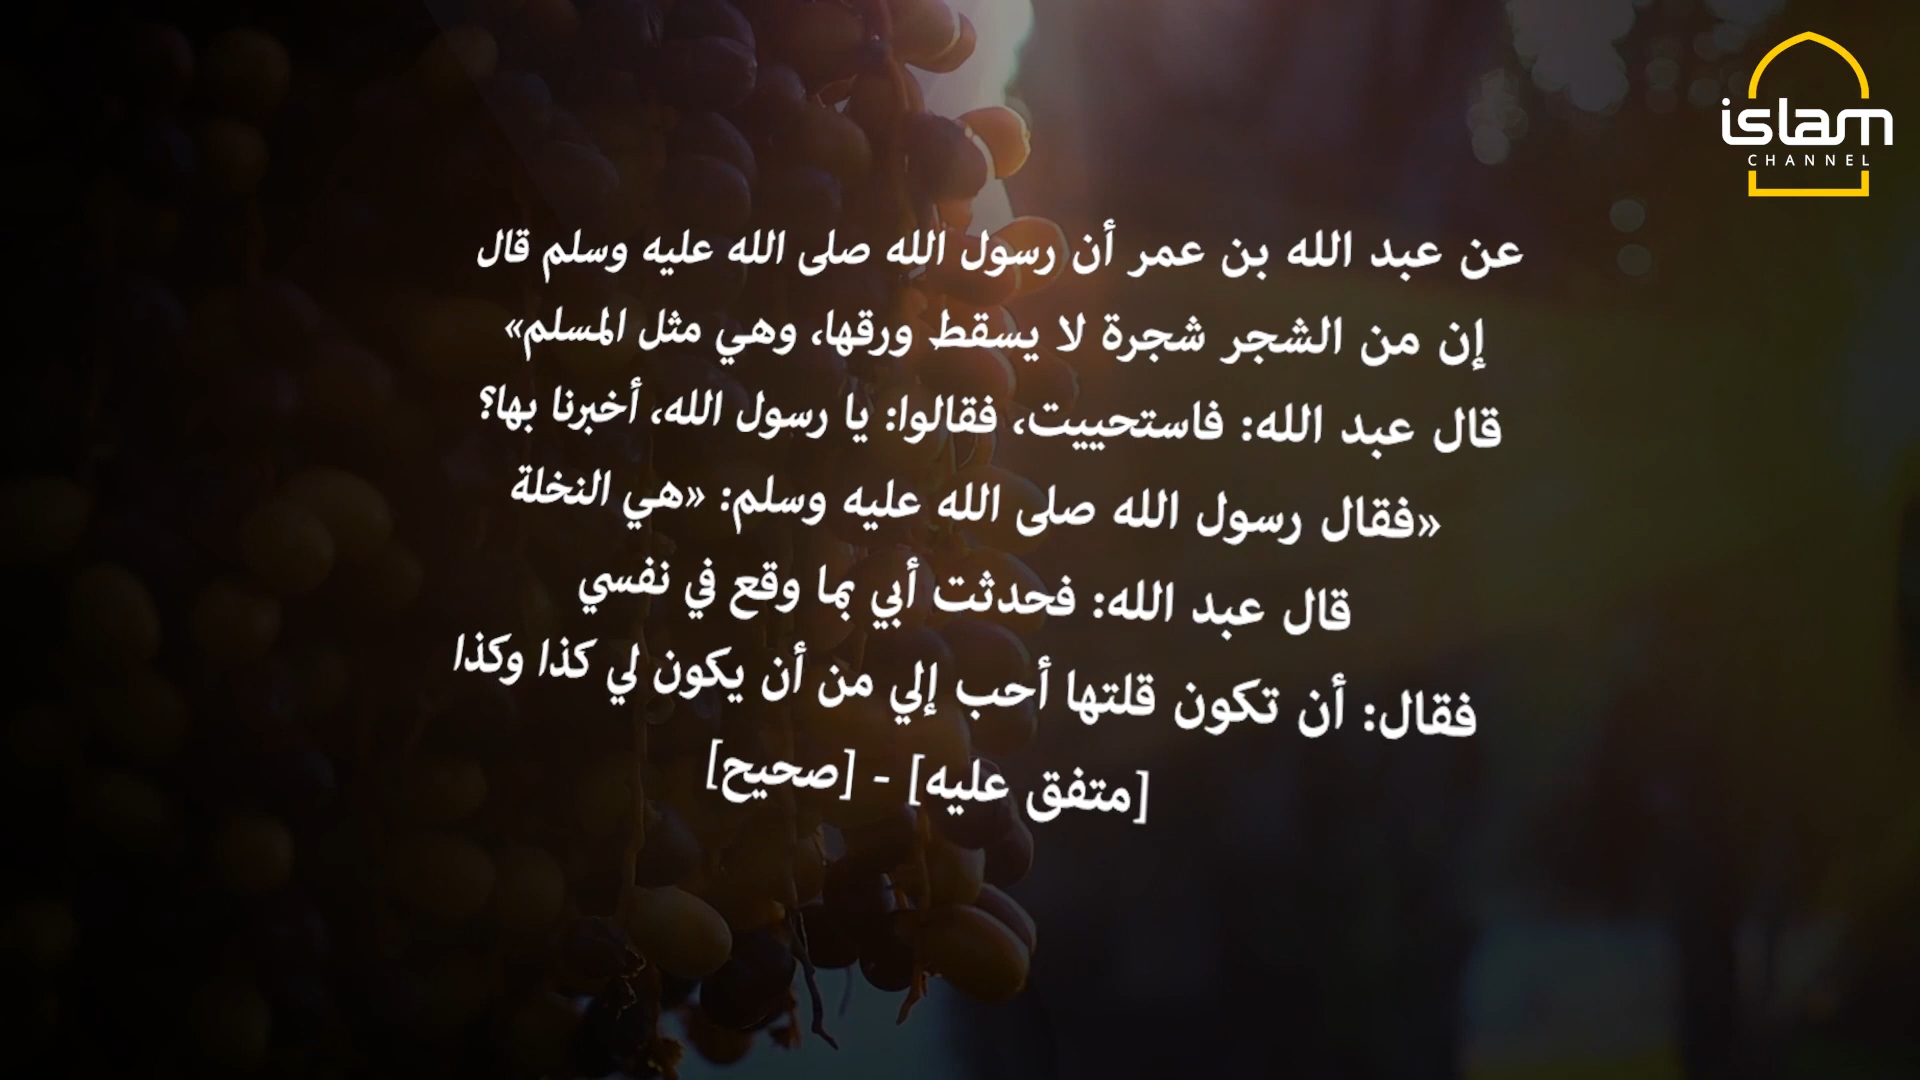 islam
CHANNEL
عن عبد الله بن عمر أن رسول الله صلى الله عليه وسلم قال
إن من الشجر شجرة لا يسقط ورقها، وهي مثل المسلم»
قال عبد الله: فاستحييت، فقالوا: يا رسول الله، أخبرنا بها؟
«فقال رسول الله صلى الله عليه وسلم: «هي النخلة
قال عبد الله: فحدثت أبي بما وقع في نفسي
فقال: أن تكون قلتها أحب إلي من أن يكون لي كذا وكذا
[متفق عليه] - [صحيح]